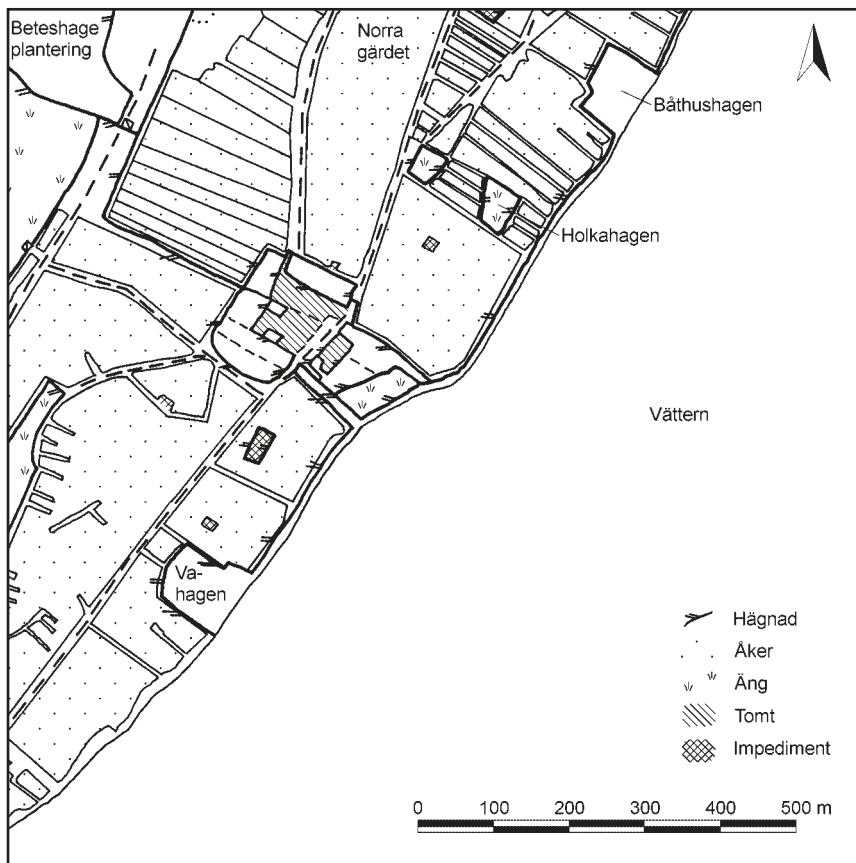 Beteshage
plantering
Norra
gärdet
Båthushagen
Holkahagen
Vättern
Va-
hagen
Hägnad
Åker
Äng
Tomt
Impediment
0 100 200 300 400 500 m